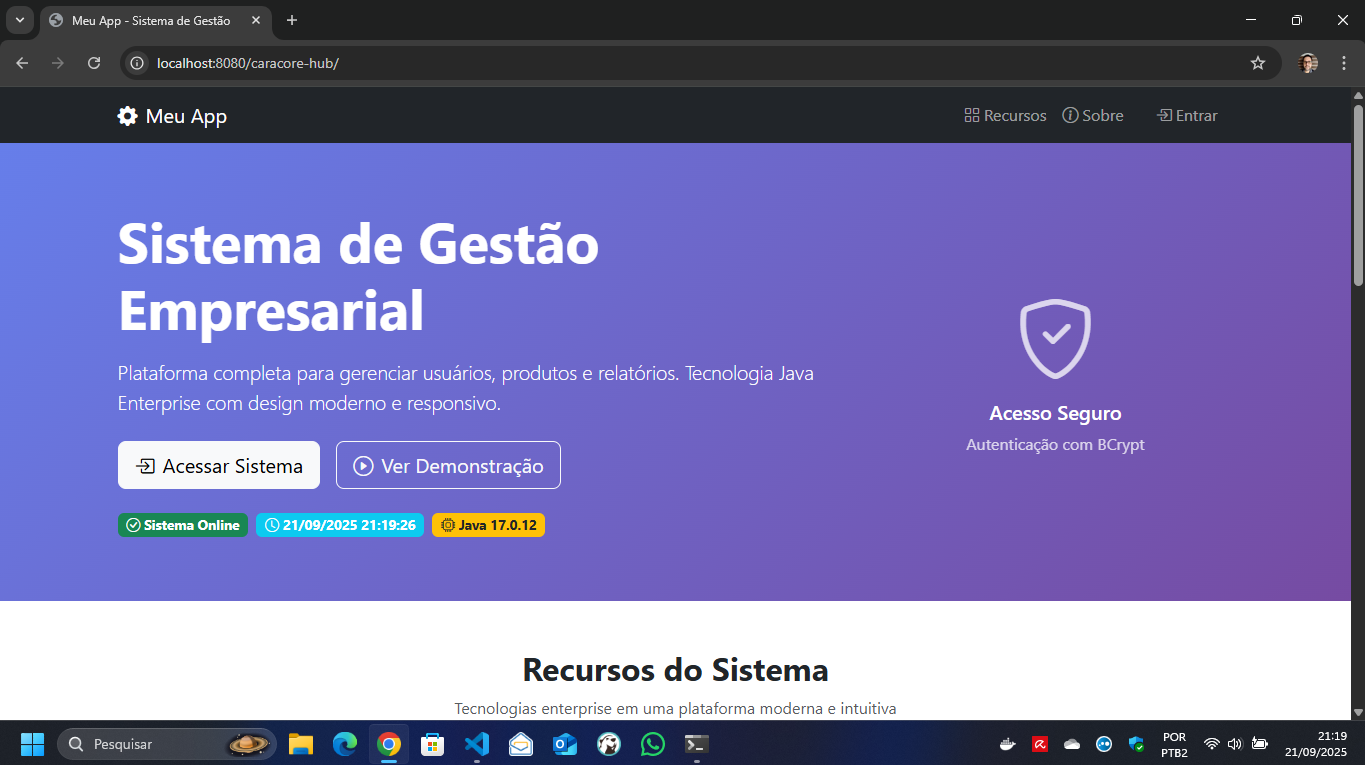 Meu App - Sistema de Gestão
localhost:8080/caracore-hub/
Meu App
Recursos
Sobre
Entrar
Sistema de Gestão
Empresarial
Plataforma completa para gerenciar usuários, produtos e relatórios. Tecnologia Java
Enterprise com design moderno e responsivo.
Acessar Sistema
Ver Demonstração
Sistema Online
21/09/2025 21:19:26
Java 17.0.12
Acesso Seguro
Autenticação com BCrypt
Recursos do Sistema
Tecnologias enterprise em uma plataforma moderna e intuitiva
Pesquisar
POR
PTB2
21:19
21/09/2025